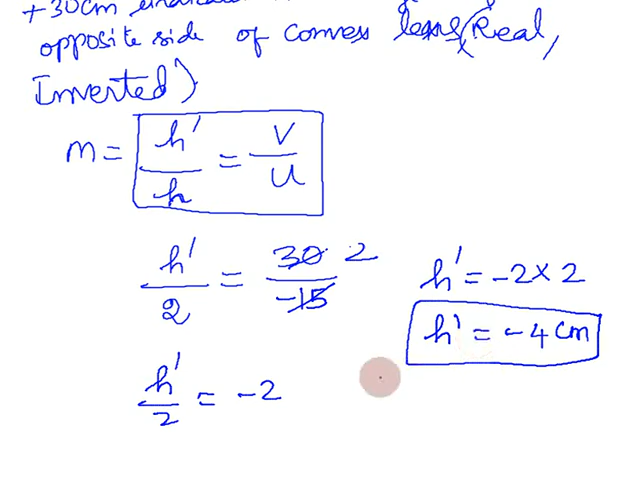 +30cm
opposite side of convex lens (Real,
Inverted)
m = h'/h = V/U
h'/2 = 30/-15 2
h'/2 = -2
h' = -2 × 2
h' = -4 cm